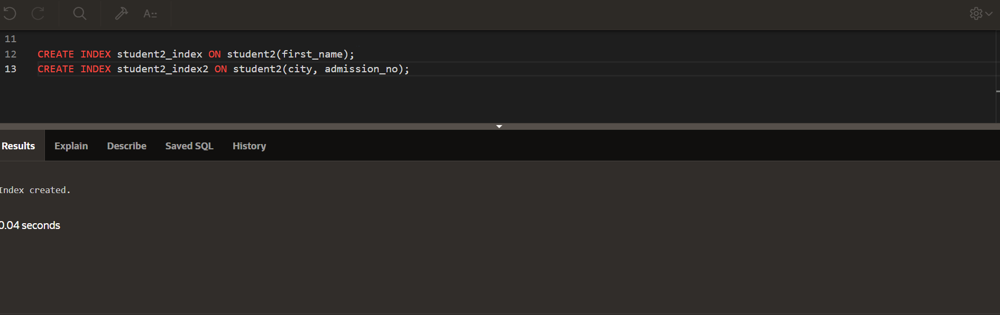 A
11
12 CREATE INDEX student2_index ON student2(first_name);
13 CREATE INDEX student2_index2 ON student2(city, admission_no);
Results Explain Describe Saved SQL History
Index created.
0.04 seconds